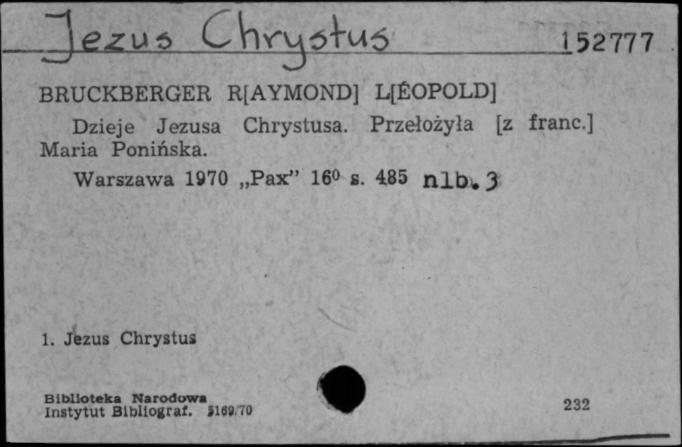 Jezus Chrystus 152777
BRUCKBERGER R[AYMOND] L[ÉOPOLD]
Dzieje Jezusa Chrystusa. Przełożyła [z franc.]
Maria Ponińska.
Warszawa 1970 „Pax” 16⁰ s. 485 nlb. 3
1. Jezus Chrystus
Biblioteka Narodowa
Instytut Bibliograf. 5169/70
232